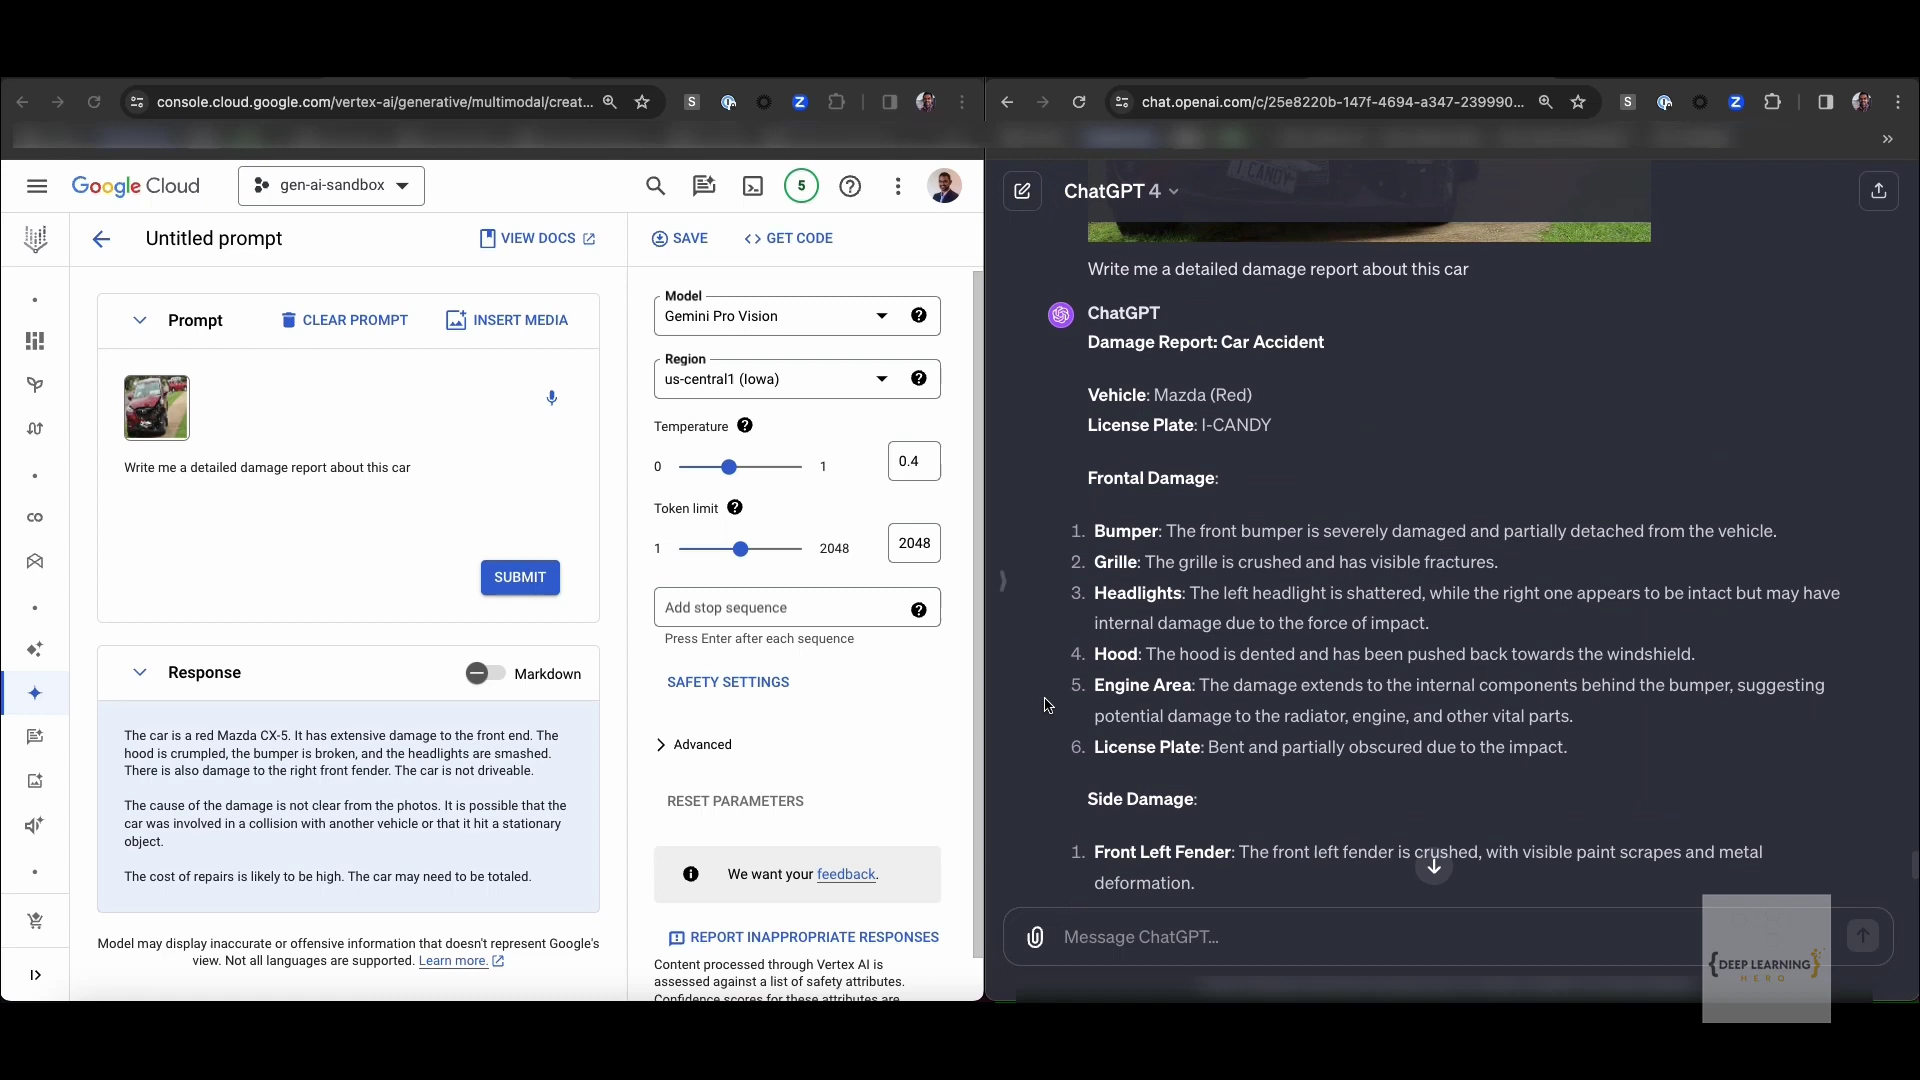 console.cloud.google.com/vertex-ai/generative/multimodal/creat...
S
Z
Google Cloud
gen-ai-sandbox
5
Untitled prompt
VIEW DOCS
SAVE
<> GET CODE
Prompt
CLEAR PROMPT
INSERT MEDIA
Write me a detailed damage report about this car
SUBMIT
Response
Markdown
The car is a red Mazda CX-5. It has extensive damage to the front end. The
hood is crumpled, the bumper is broken, and the headlights are smashed.
There is also damage to the right front fender. The car is not driveable.
The cause of the damage is not clear from the photos. It is possible that the
car was involved in a collision with another vehicle or that it hit a stationary
object.
The cost of repairs is likely to be high. The car may need to be totaled.
Model may display inaccurate or offensive information that doesn't represent Google's
view. Not all languages are supported. Learn more.
Model
Gemini Pro Vision
Region
us-central1 (Iowa)
Temperature
0
1
0.4
Token limit
1
2048
2048
Add stop sequence
Press Enter after each sequence
SAFETY SETTINGS
Advanced
RESET PARAMETERS
We want your feedback.
REPORT INAPPROPRIATE RESPONSES
Content processed through Vertex AI is
assessed against a list of safety attributes.
Confidence scores for these attributes are
chat.openai.com/c/25e8220b-147f-4694-a347-239990...
S
Z
ChatGPT 4
I CANDY
Write me a detailed damage report about this car
ChatGPT
Damage Report: Car Accident
Vehicle: Mazda (Red)
License Plate: I-CANDY
Frontal Damage:
1. Bumper: The front bumper is severely damaged and partially detached from the vehicle.
2. Grille: The grille is crushed and has visible fractures.
3. Headlights: The left headlight is shattered, while the right one appears to be intact but may have
internal damage due to the force of impact.
4. Hood: The hood is dented and has been pushed back towards the windshield.
5. Engine Area: The damage extends to the internal components behind the bumper, suggesting
potential damage to the radiator, engine, and other vital parts.
6. License Plate: Bent and partially obscured due to the impact.
Side Damage:
1. Front Left Fender: The front left fender is crushed, with visible paint scrapes and metal
deformation.
Message ChatGPT...
{DEEP LEARNING}
HERO